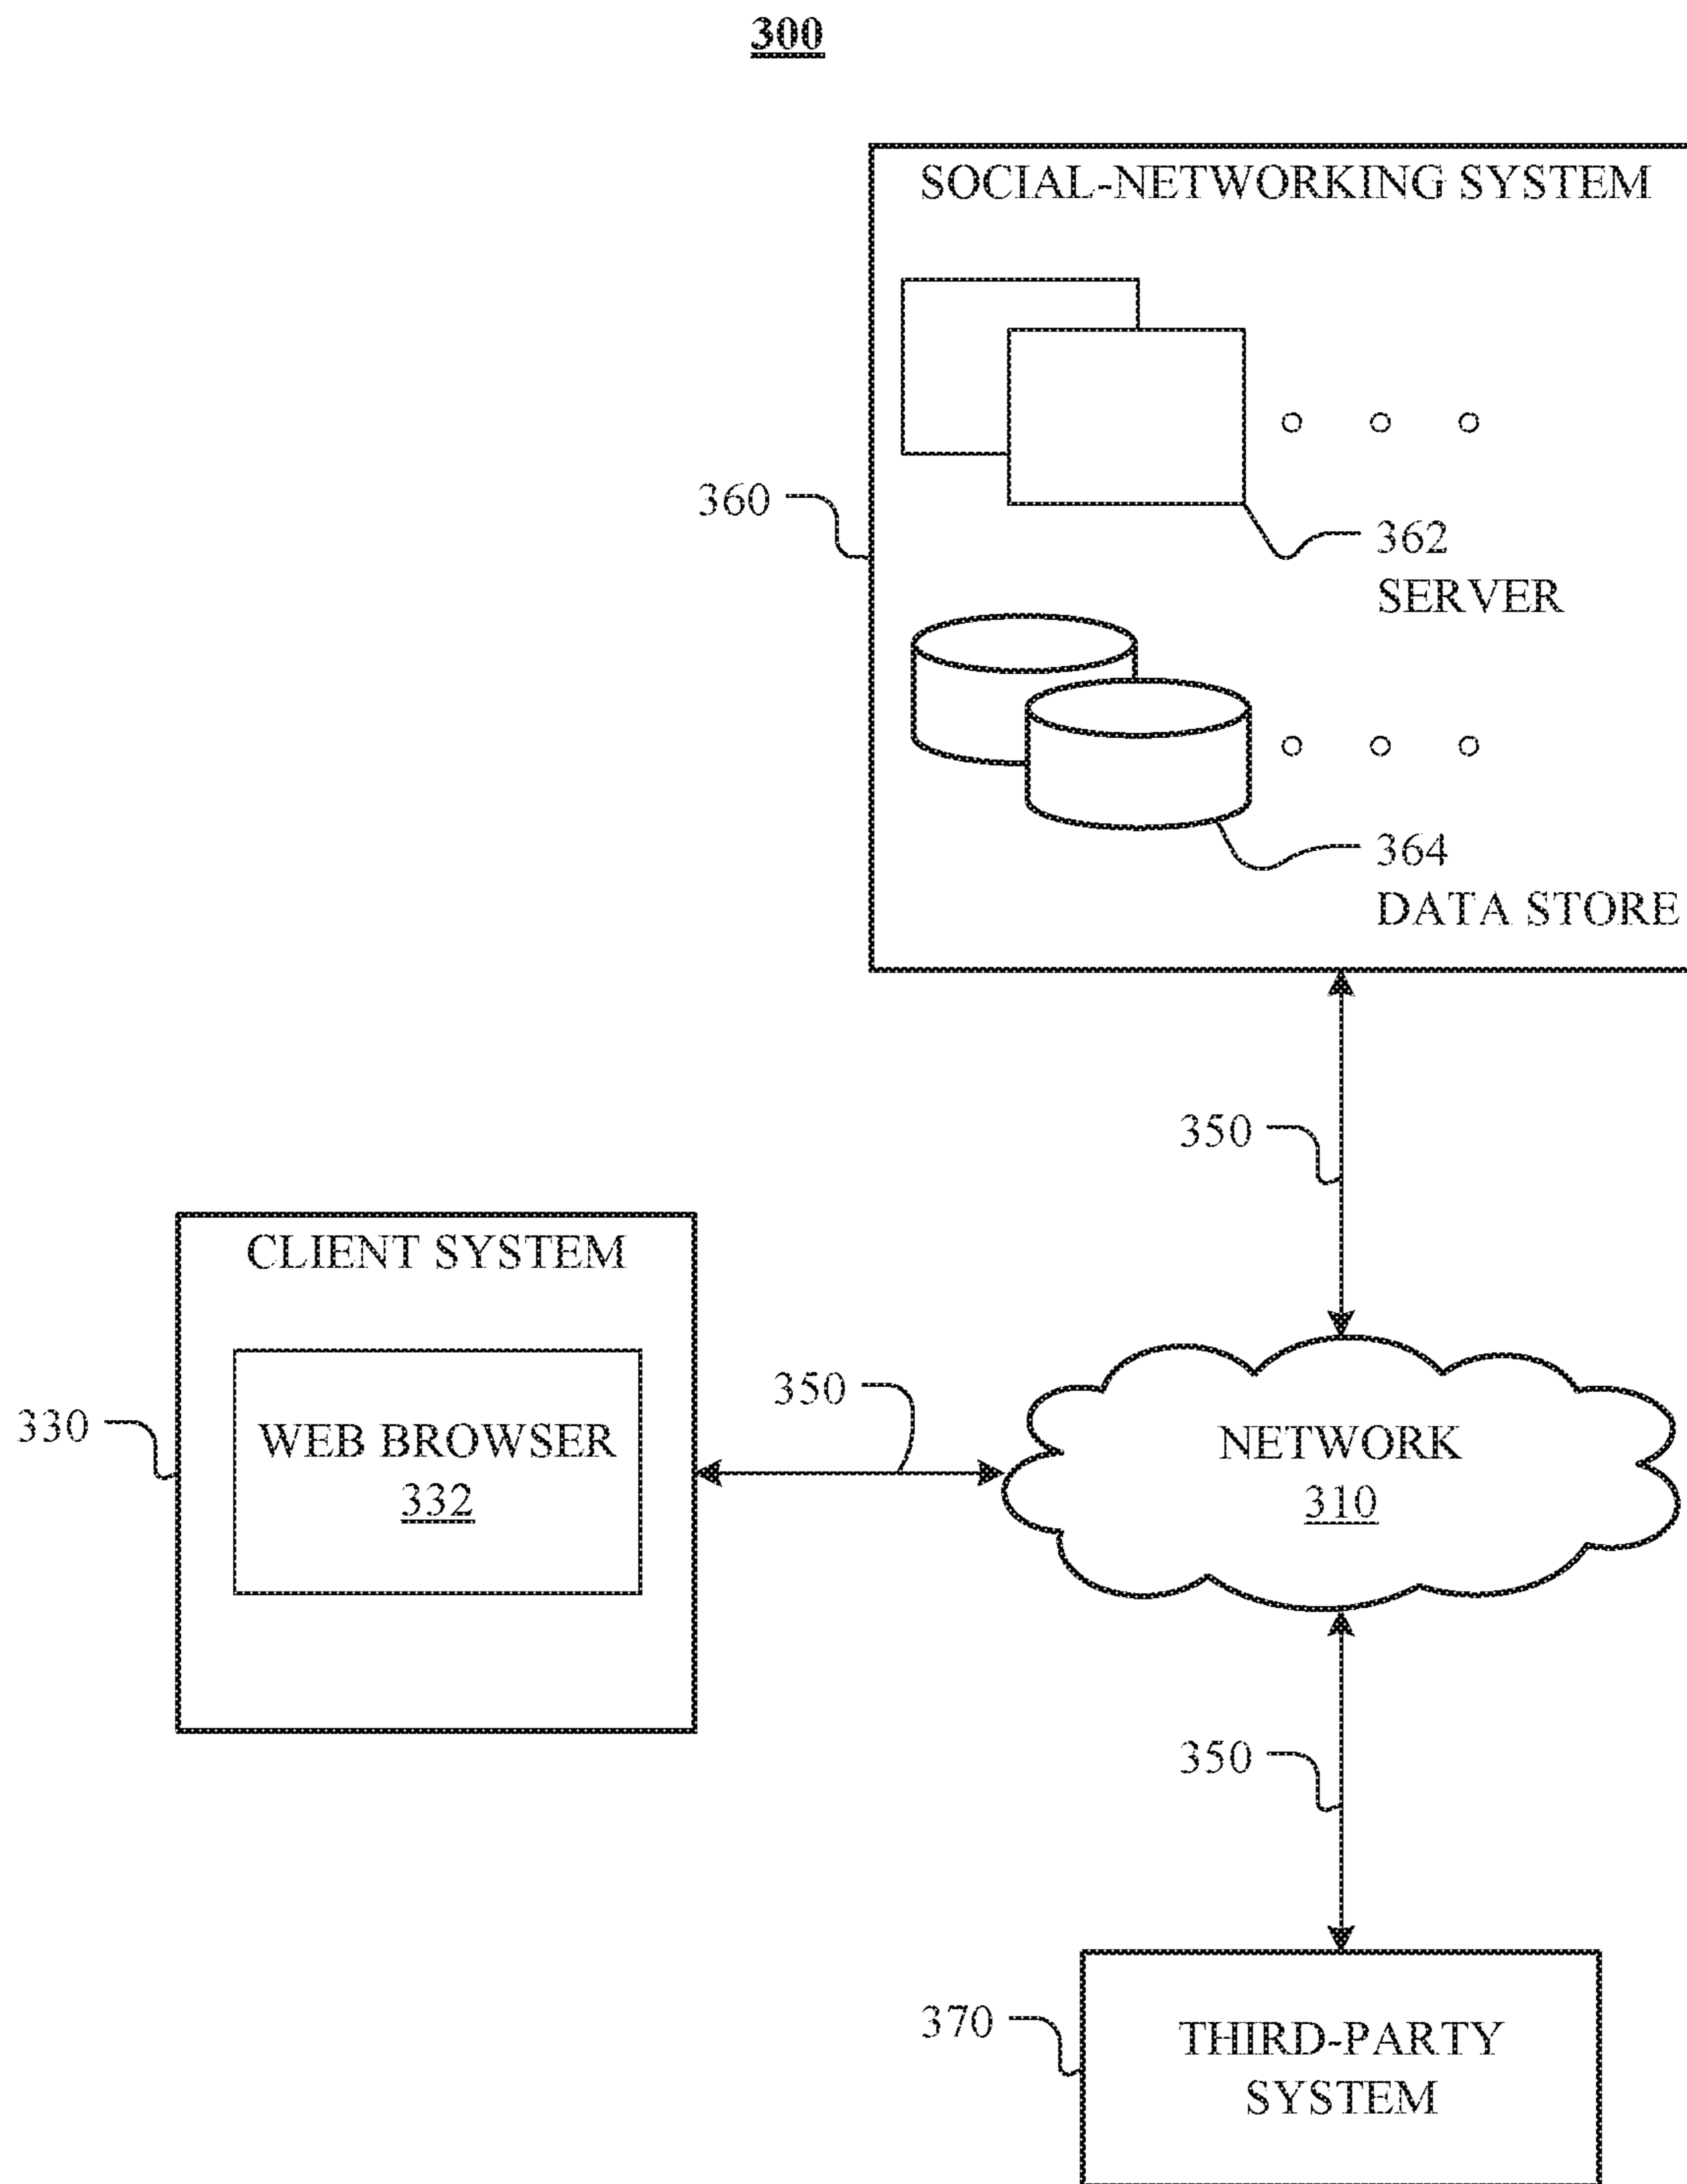 300
SOCIAL-NETWORKING SYSTEM
360
362
SERVER
364
DATA STORE
350
CLIENT SYSTEM
330
WEB BROWSER
332
350
NETWORK
310
350
370
THIRD-PARTY
SYSTEM